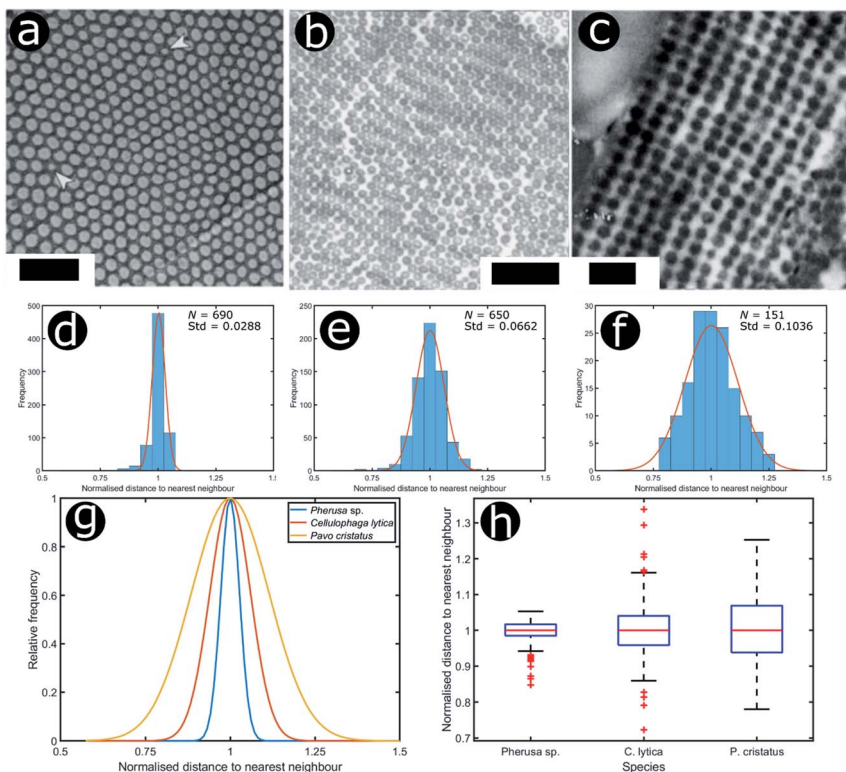 a
b
c
d
N = 690
Std = 0.0288
500
400
300
200
100
0
Frequency
0.5
0.75
1
1.25
1.5
Normalised distance to nearest neighbour
e
N = 650
Std = 0.0662
250
200
150
100
50
0
Frequency
0.5
0.75
1
1.25
1.5
Normalised distance to nearest neighbour
f
N = 151
Std = 0.1036
30
25
20
15
10
5
0
Frequency
0.5
0.75
1
1.25
1.5
Normalised distance to nearest neighbour
g
Pherusa sp.
Cellulophaga lytica
Pavo cristatus
1
0.8
0.6
0.4
0.2
0
Relative frequency
0.5
0.75
1
1.25
1.5
Normalised distance to nearest neighbour
h
1.3
1.2
1.1
1
0.9
0.8
0.7
Normalised distance to nearest neighbour
Pherusa sp.
C. lytica
P. cristatus
Species